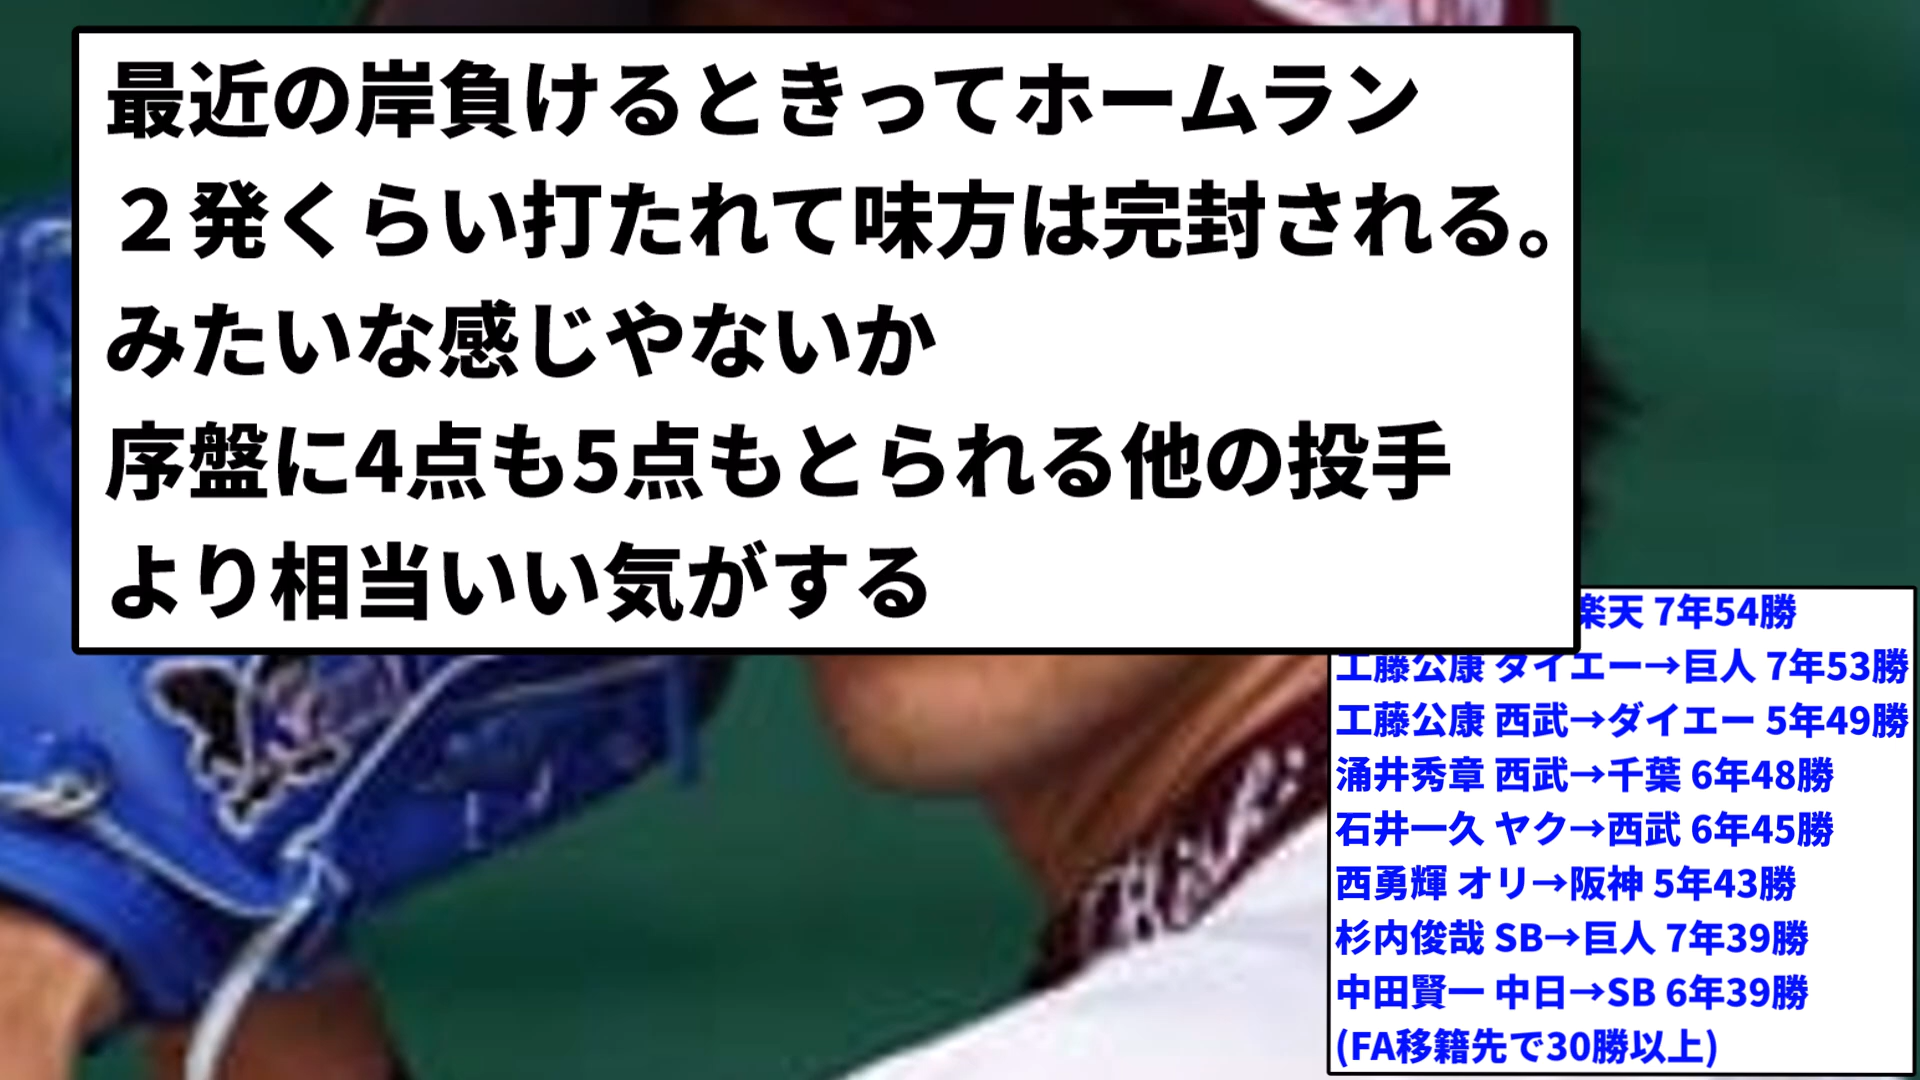 最近の岸負けるときってホームラン
２発くらい打たれて味方は完封される。
みたいな感じやないか
序盤に4点も5点もとられる他の投手
より相当いい気がする
楽天 7年54勝
工藤公康 ダイエー→巨人 7年53勝
工藤公康 西武→ダイエー 5年49勝
涌井秀章 西武→千葉 6年48勝
石井一久 ヤク→西武 6年45勝
西勇輝 オリ→阪神 5年43勝
杉内俊哉 SB→巨人 7年39勝
中田賢一 中日→SB 6年39勝
(FA移籍先で30勝以上)